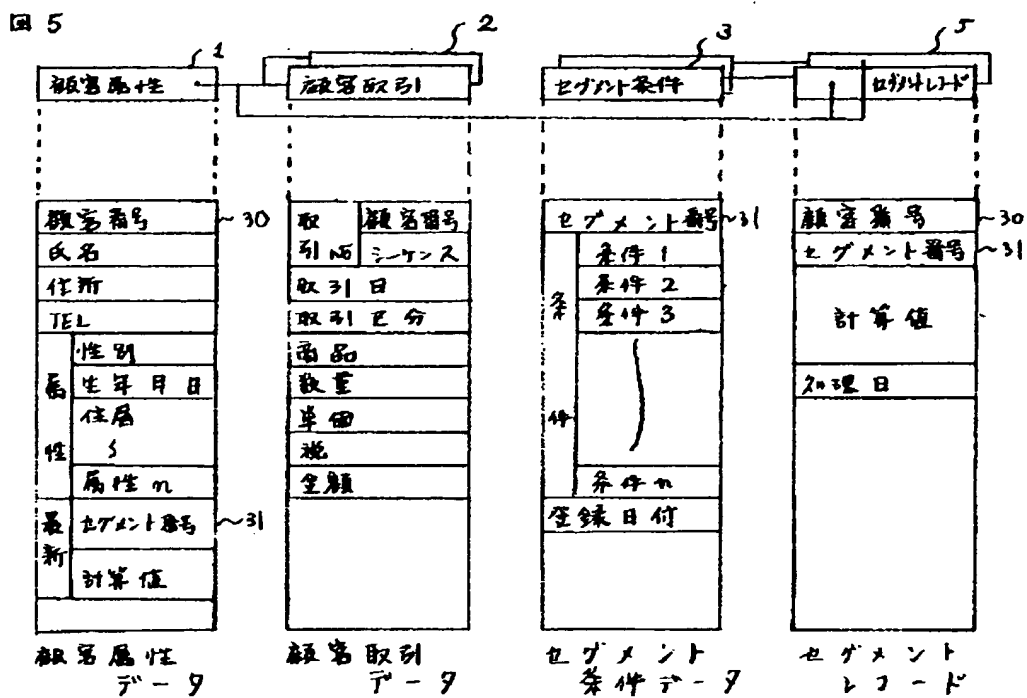 図5
1
2
3
5
顧客属性
顧客取引
セグメント条件
セグメントレコード
顧客番号
30
氏名
住所
TEL
属性
性別
生年月日
住居
属性n
最新
セグメント番号
31
計算値
顧客属性
データ
取引No
顧客番号
シーケンス
取引日
取引区分
商品
数量
単価
税
金額
顧客取引
データ
セグメント番号
31
条件
条件1
条件2
条件3
条件n
登録日付
セグメント
条件データ
顧客番号
30
セグメント番号
31
計算値
処理日
セグメント
レコード